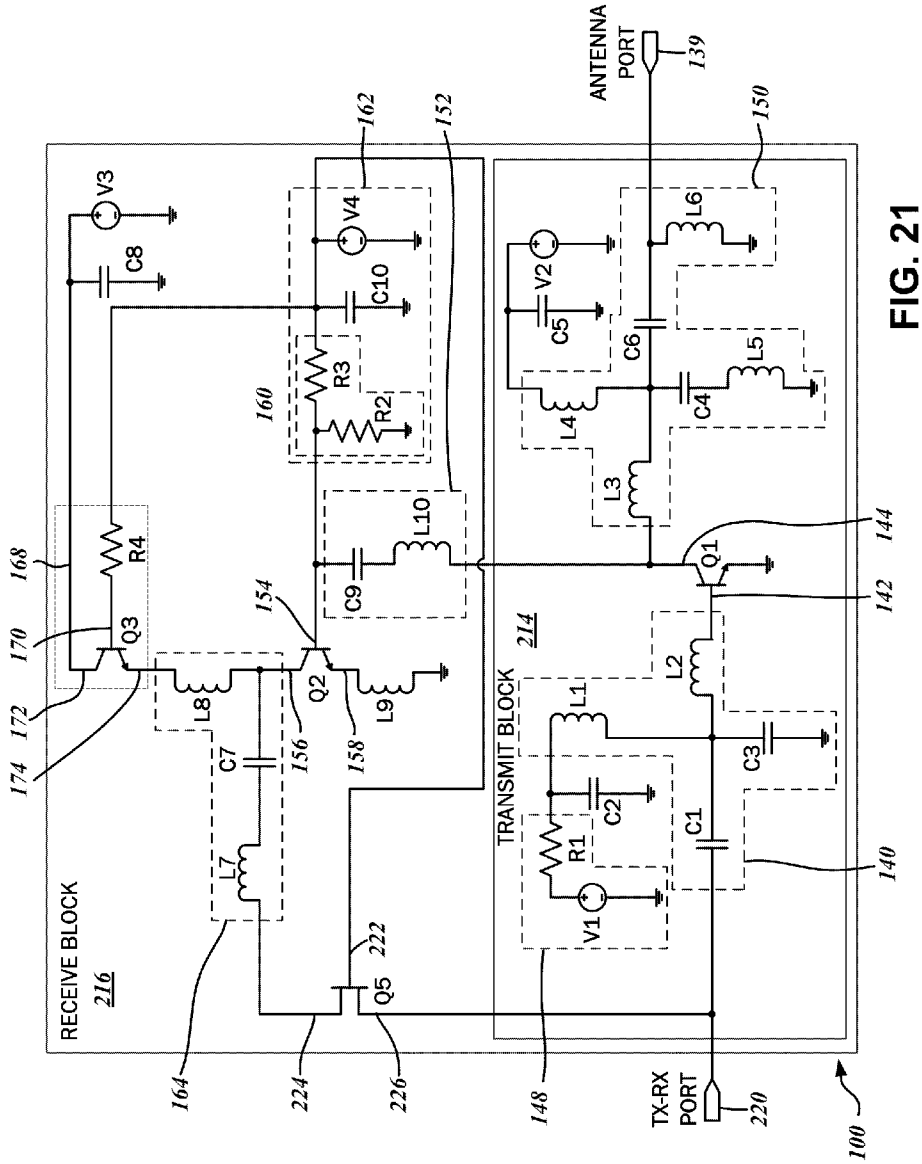 RECEIVE BLOCK
216
172
168
170
174
Q3
R4
V3
C8
164
L8
L7
C7
156
154
Q2
158
L9
224
222
Q5
226
160
162
152
R3
R2
C10
V4
C9
L10
TRANSMIT BLOCK
214
148
R1
V1
C2
L1
L2
C1
C3
140
142
144
Q1
L3
L4
C5
V2
C6
C4
L5
L6
150
ANTENNA
PORT
139
TX-RX
PORT
220
100
FIG. 21